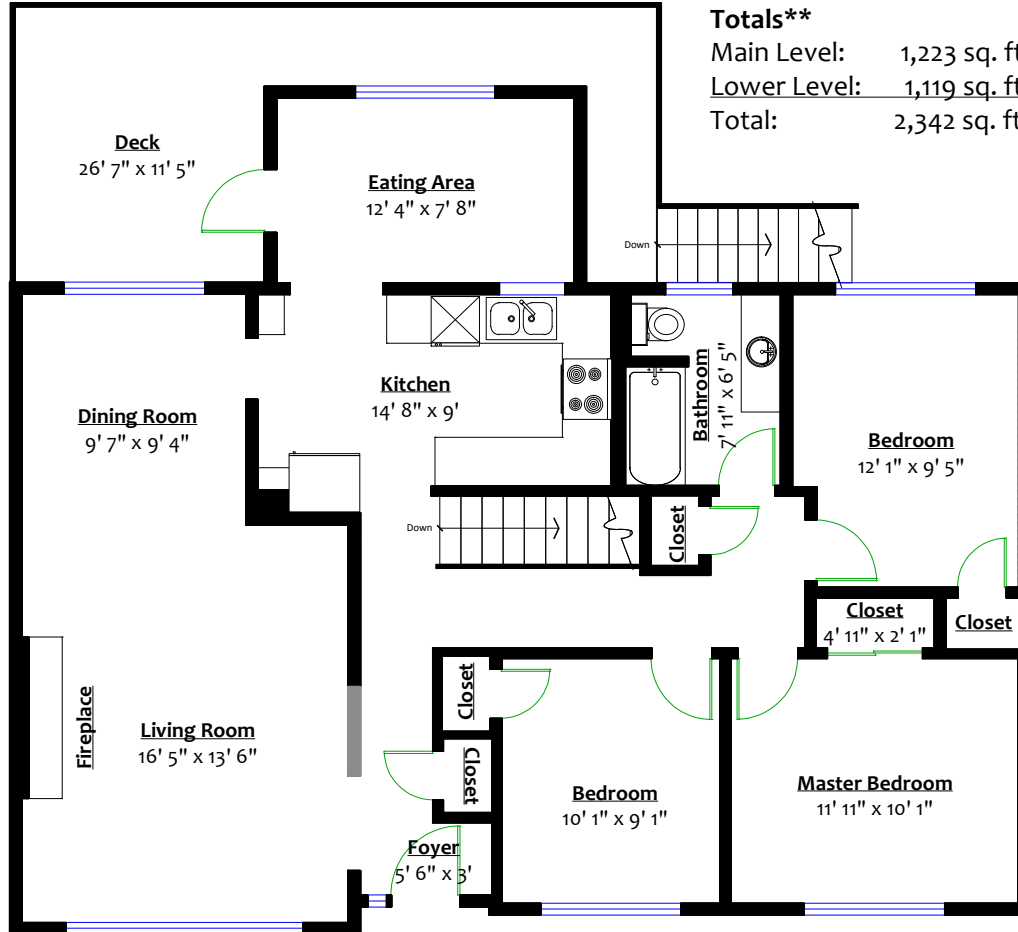 Totals**
Main Level: 1,223 sq. ft
Lower Level: 1,119 sq. ft
Total: 2,342 sq. ft
Deck
26' 7" x 11' 5"
Eating Area
12' 4" x 7' 8"
Down
Kitchen
14' 8" x 9'
Bathroom
7' 11" x 6' 5"
Dining Room
9' 7" x 9' 4"
Bedroom
12' 1" x 9' 5"
Down
Closet
Closet
4' 11" x 2' 1"
Closet
Closet
Fireplace
Living Room
16' 5" x 13' 6"
Closet
Bedroom
10' 1" x 9' 1"
Master Bedroom
11' 11" x 10' 1"
Foyer
5' 6" x 3'